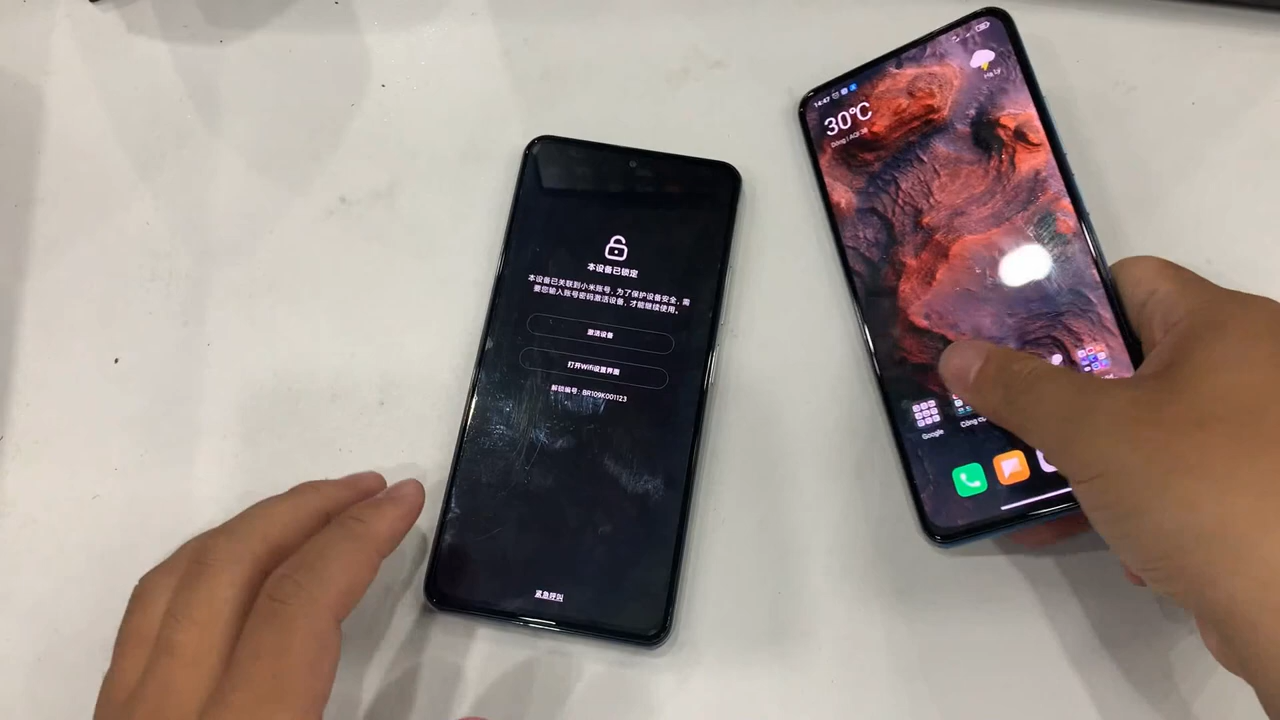 本设备已锁定
本设备已关联到小米账号，为了保护设备安全，需
要您输入账号密码激活设备，才能继续使用。
激活设备
打开Wifi设置界面
解锁编号：BR109K001123
紧急呼叫
14:47
30°C
Google